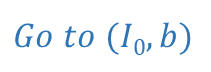 Go to (I₀, b)